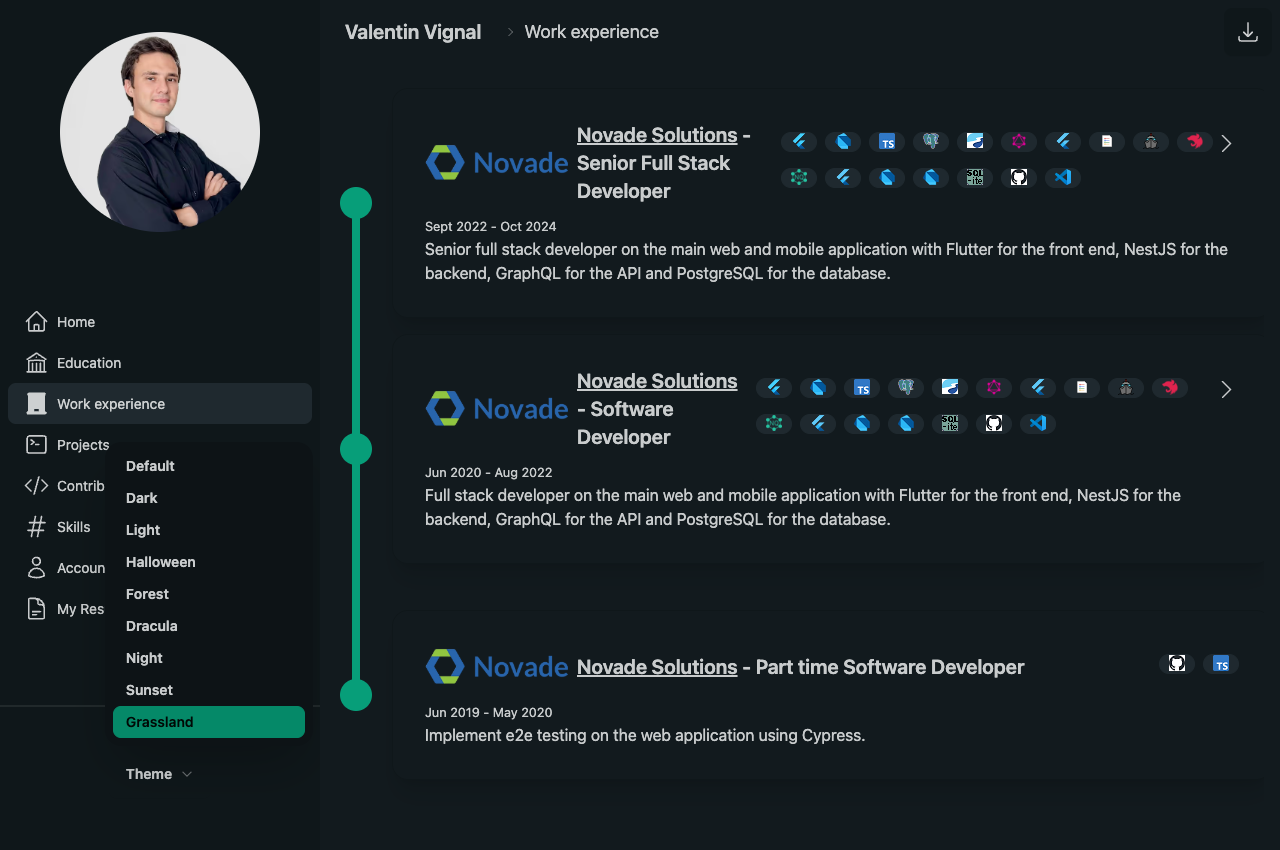 Valentin Vignal
Work experience
Home
Education
Work experience
Projects
Contrib
Skills
Accoun
My Res
Default
Dark
Light
Halloween
Forest
Dracula
Night
Sunset
Grassland
Theme
Novade
Novade Solutions -
Senior Full Stack
Developer
TS
SQL
Sept 2022 - Oct 2024
Senior full stack developer on the main web and mobile application with Flutter for the front end, NestJS for the
backend, GraphQL for the API and PostgreSQL for the database.
Novade
Novade Solutions
- Software
Developer
TS
SQL
Jun 2020 - Aug 2022
Full stack developer on the main web and mobile application with Flutter for the front end, NestJS for the
backend, GraphQL for the API and PostgreSQL for the database.
Novade
Novade Solutions - Part time Software Developer
TS
Jun 2019 - May 2020
Implement e2e testing on the web application using Cypress.